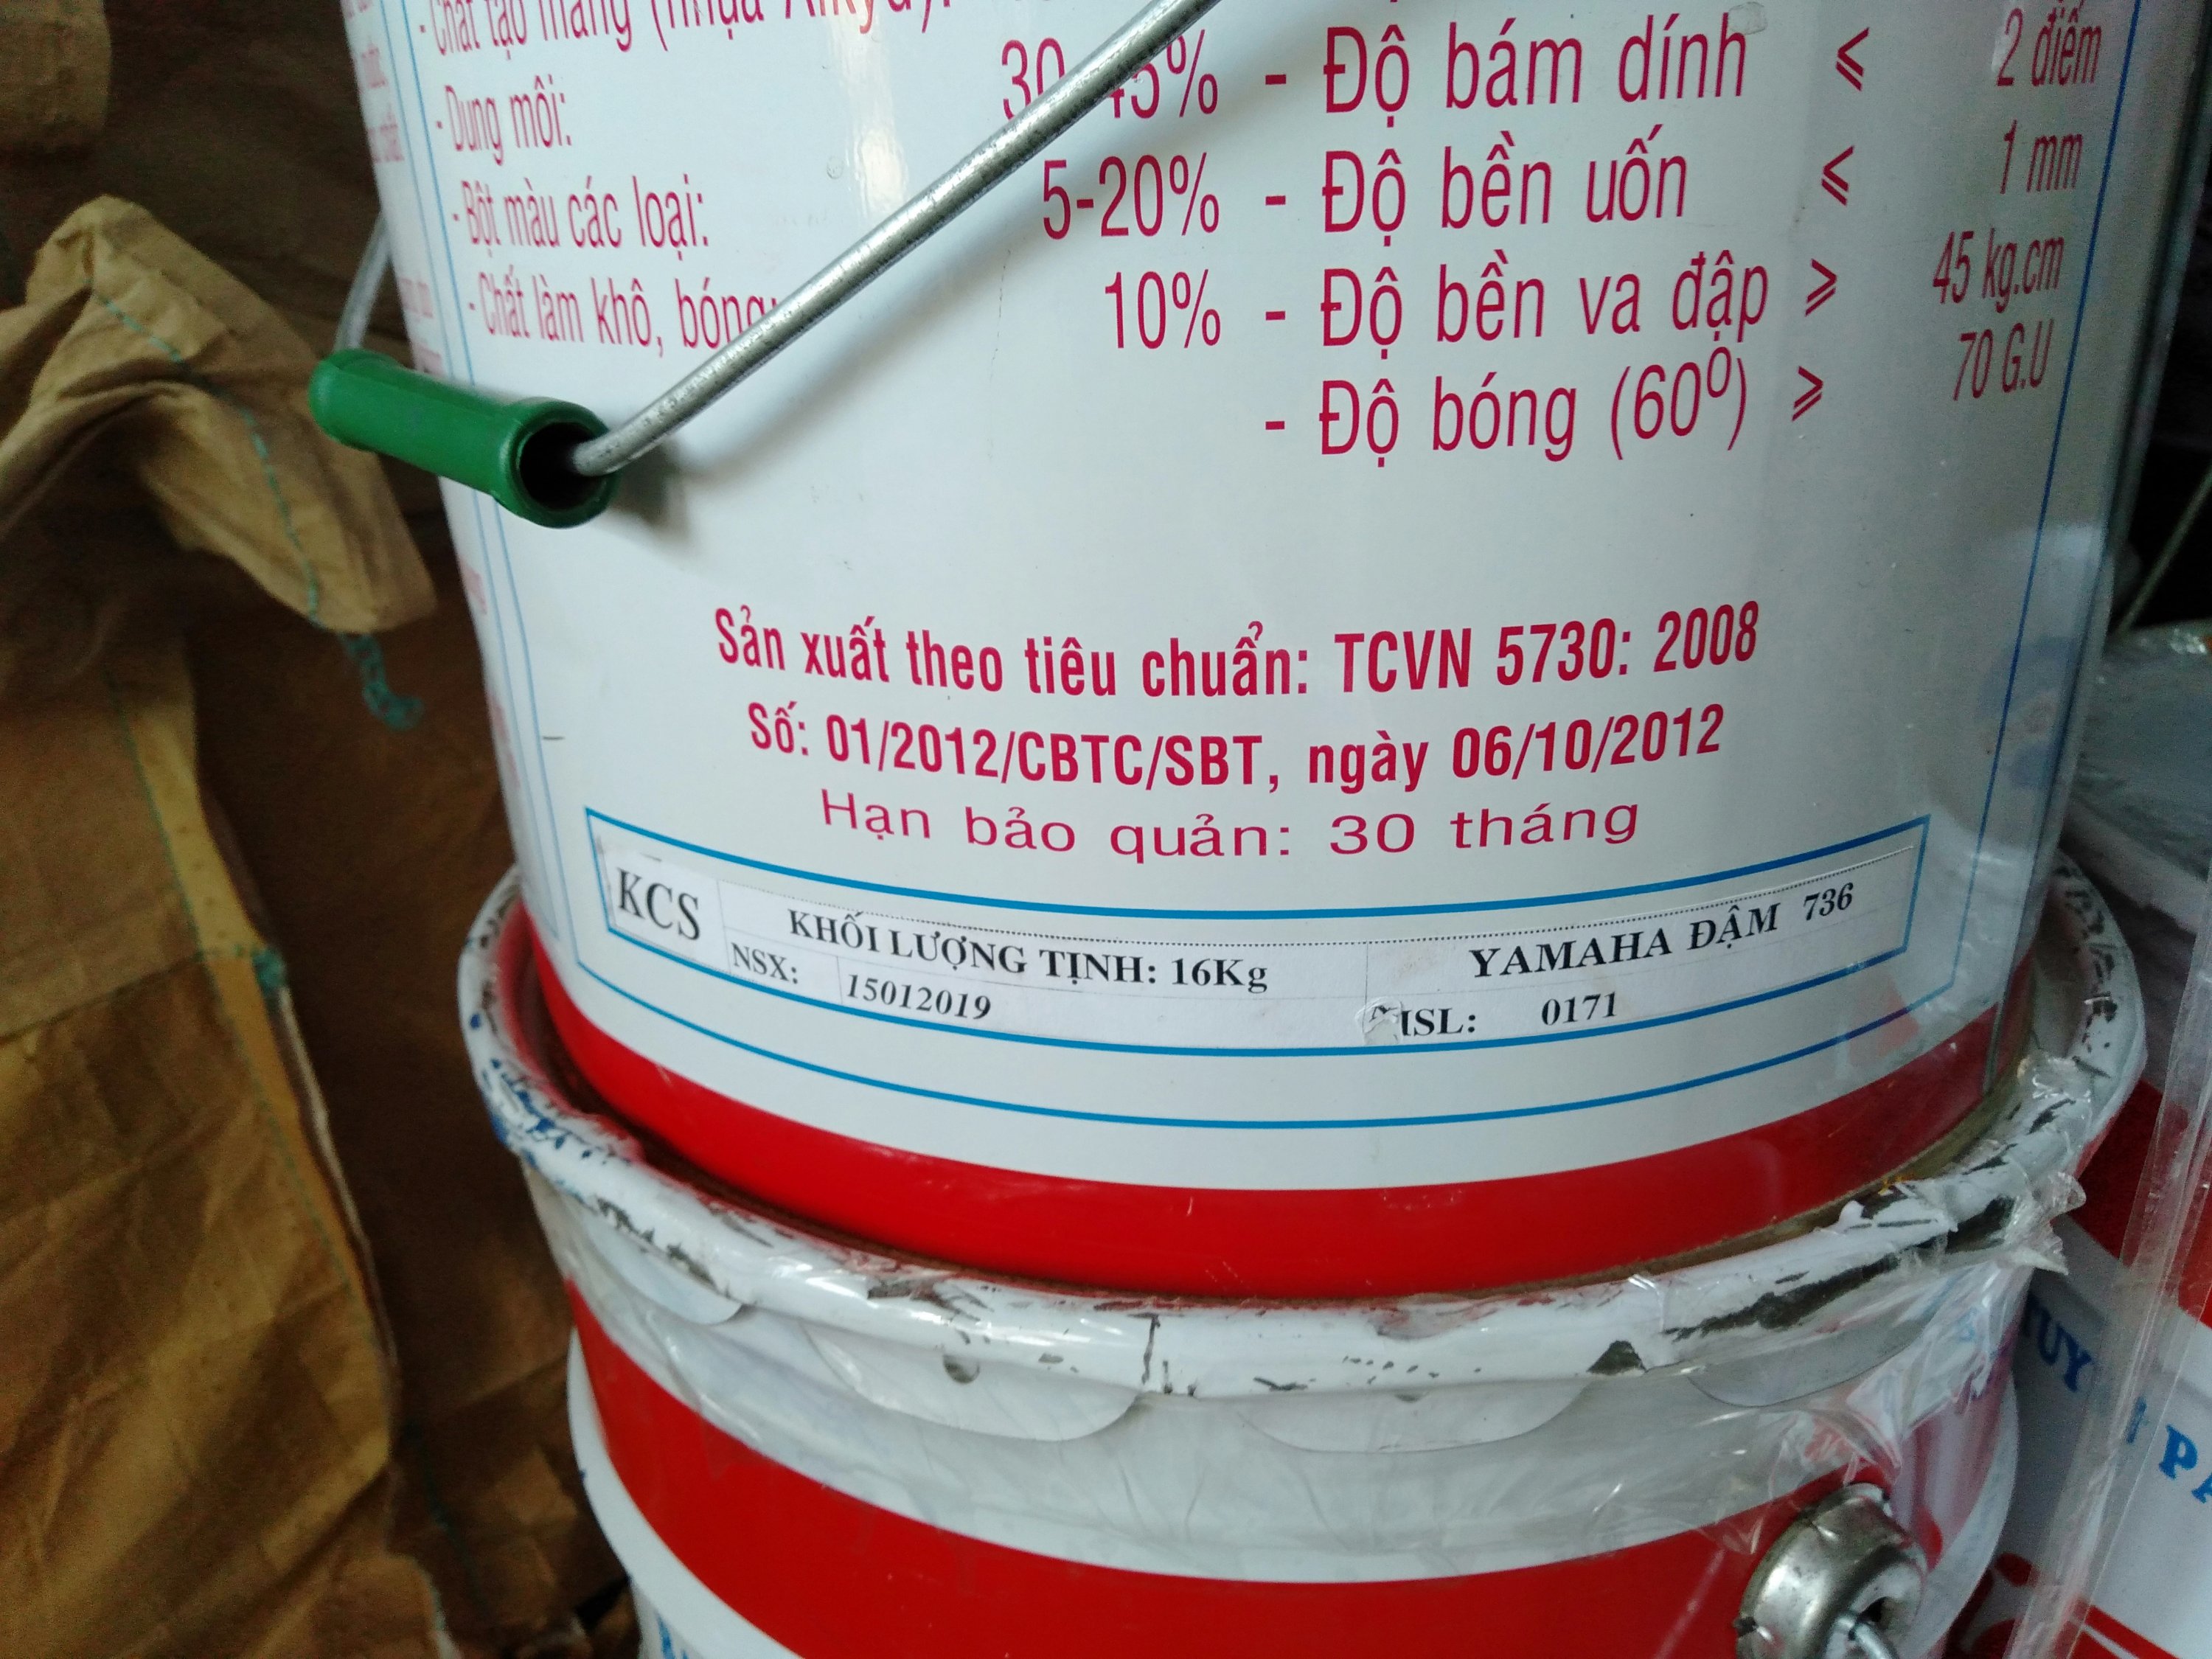 - Chất tạo màng (nhựa Alkyd):
- Dung môi: 30-45% - Độ bám dính ≤ 2 điểm
- Bột màu các loại: 5-20% - Độ bền uốn ≤ 1 mm
- Chất làm khô, bóng: 10% - Độ bền va đập ≥ 45 kg.cm
- Độ bóng (60⁰) ≥ 70 G.U
Sản xuất theo tiêu chuẩn: TCVN 5730: 2008
Số: 01/2012/CBTC/SBT, ngày 06/10/2012
Hạn bảo quản: 30 tháng
KCS KHỐI LƯỢNG TỊNH: 16Kg YAMAHA ĐẬM 736
NSX: 15012019 MSL: 0171